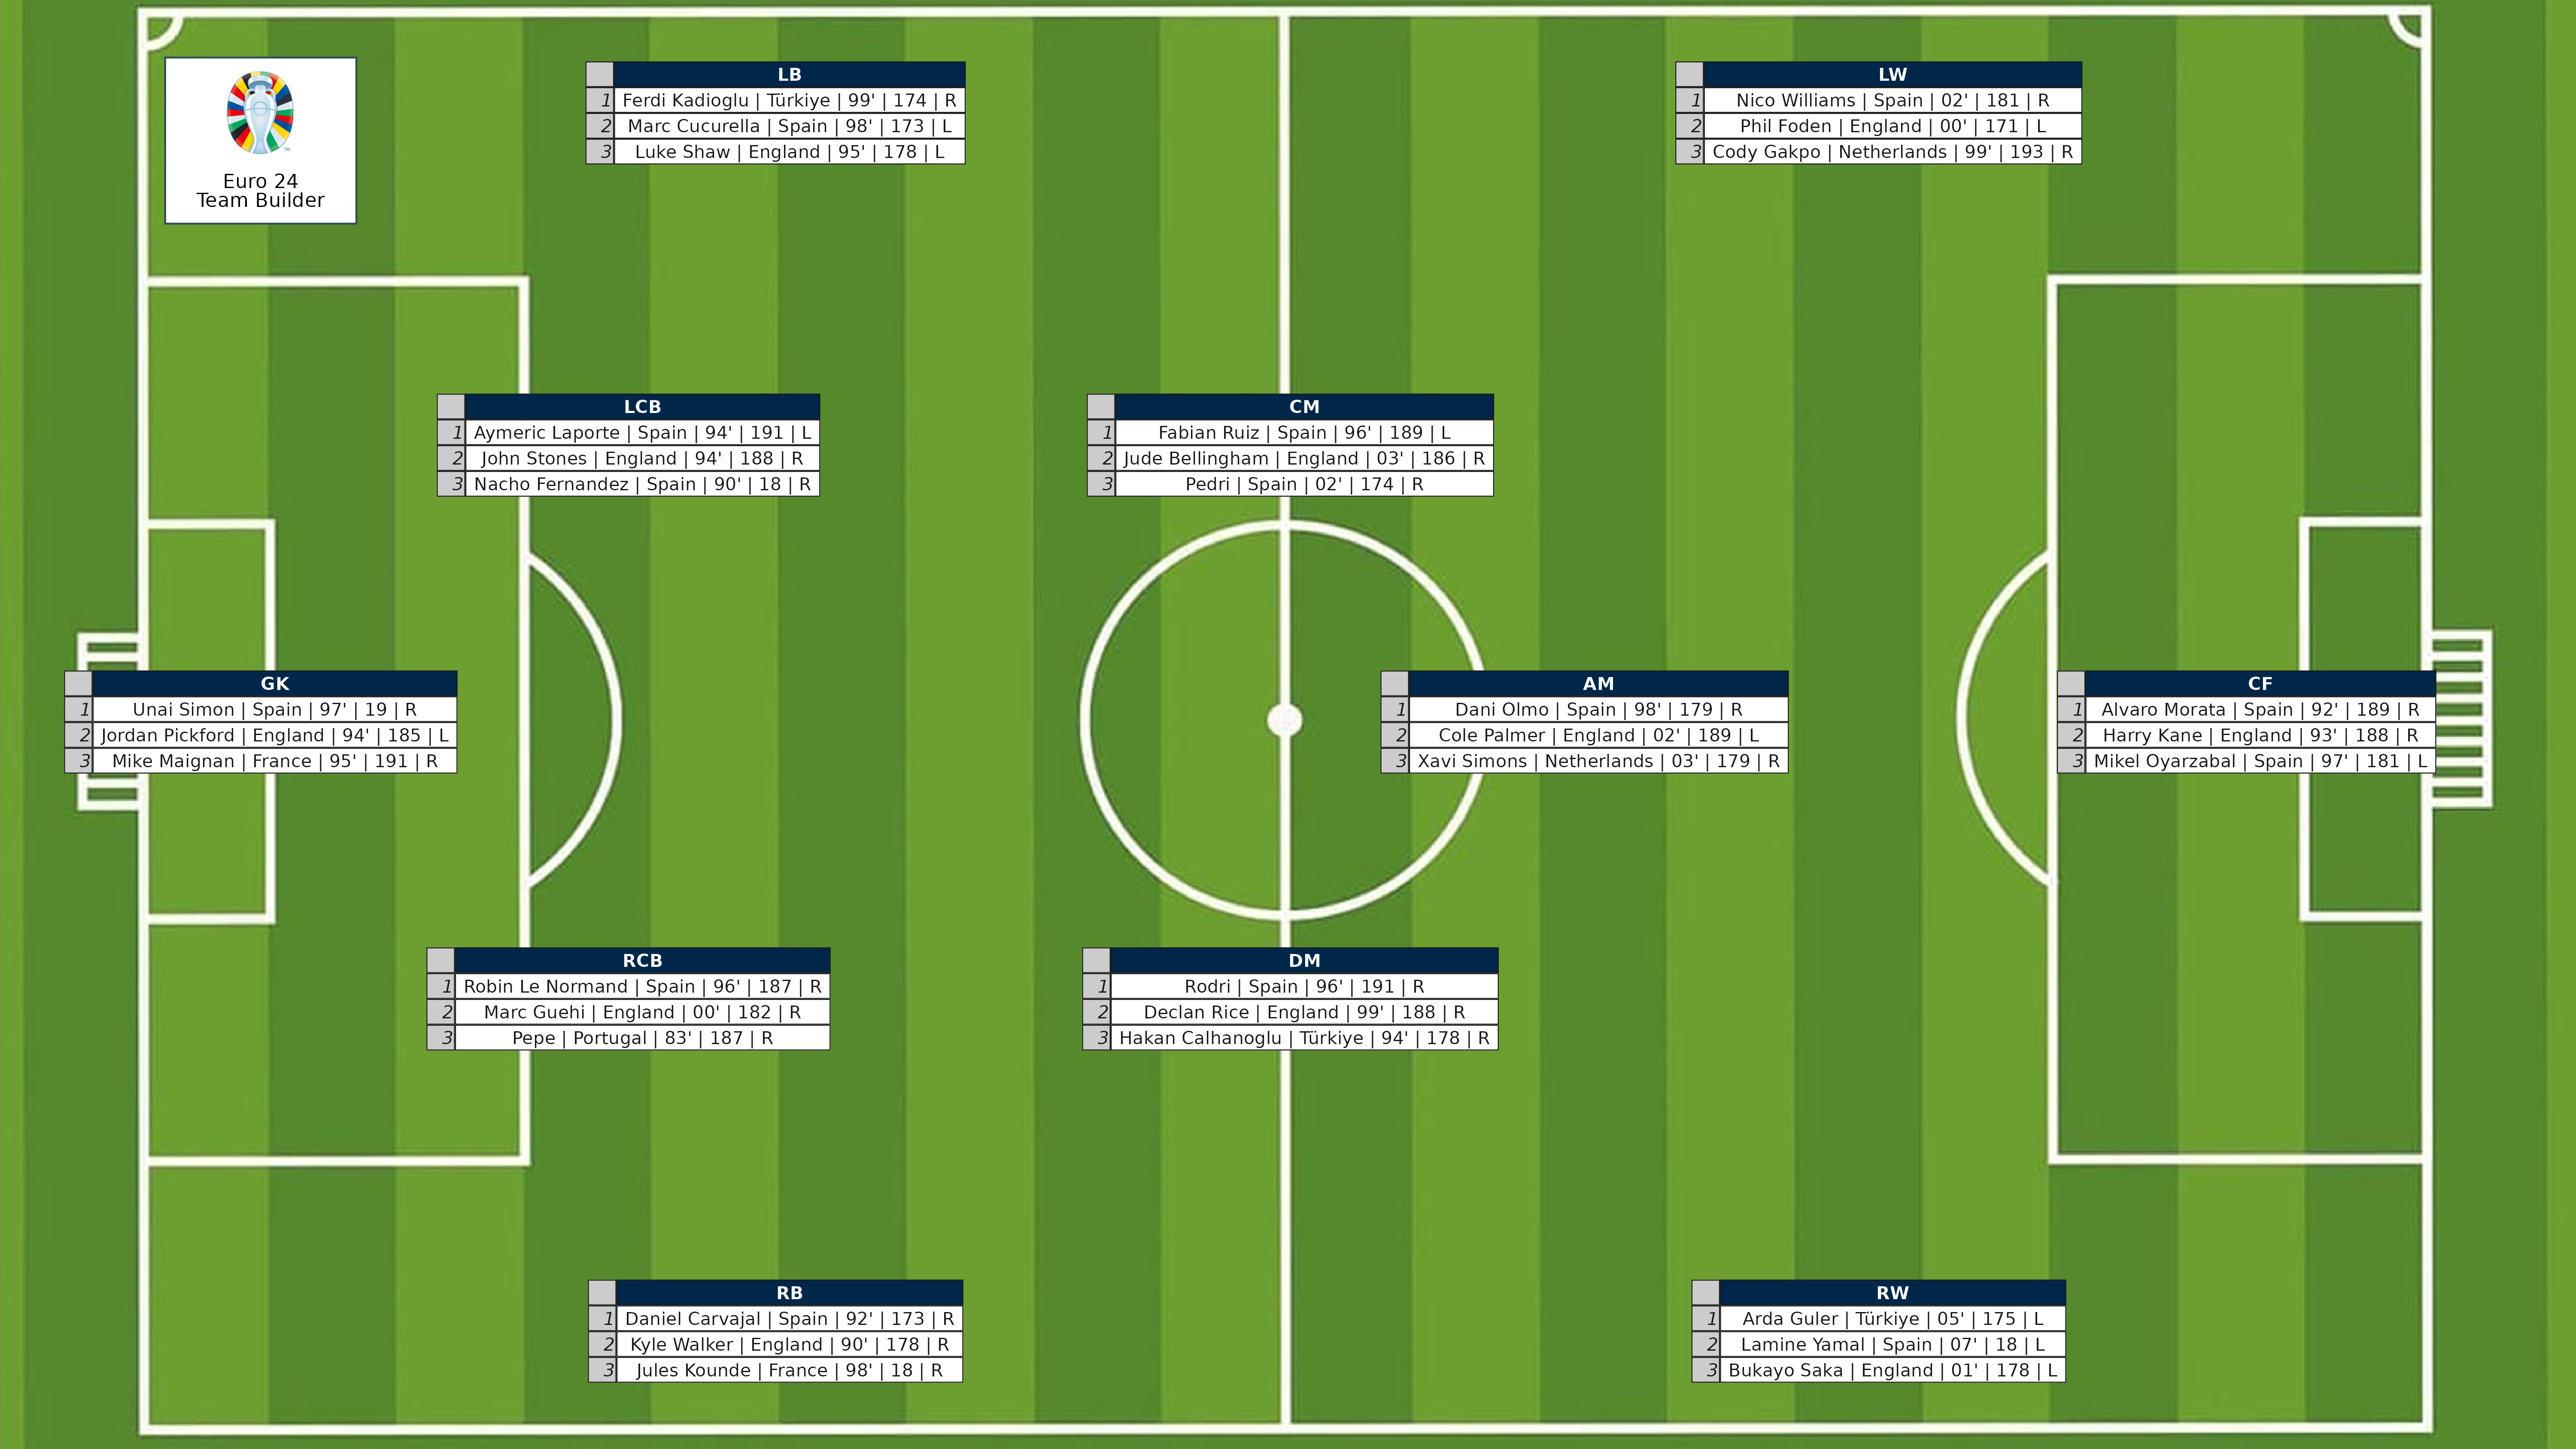 Euro 24
Team Builder
LB
1 Ferdi Kadioglu | Türkiye | 99' | 174 | R
2 Marc Cucurella | Spain | 98' | 173 | L
3 Luke Shaw | England | 95' | 178 | L
LW
1 Nico Williams | Spain | 02' | 181 | R
2 Phil Foden | England | 00' | 171 | L
3 Cody Gakpo | Netherlands | 99' | 193 | R
LCB
1 Aymeric Laporte | Spain | 94' | 191 | L
2 John Stones | England | 94' | 188 | R
3 Nacho Fernandez | Spain | 90' | 18 | R
CM
1 Fabian Ruiz | Spain | 96' | 189 | L
2 Jude Bellingham | England | 03' | 186 | R
3 Pedri | Spain | 02' | 174 | R
GK
1 Unai Simon | Spain | 97' | 19 | R
2 Jordan Pickford | England | 94' | 185 | L
3 Mike Maignan | France | 95' | 191 | R
AM
1 Dani Olmo | Spain | 98' | 179 | R
2 Cole Palmer | England | 02' | 189 | L
3 Xavi Simons | Netherlands | 03' | 179 | R
CF
1 Alvaro Morata | Spain | 92' | 189 | R
2 Harry Kane | England | 93' | 188 | R
3 Mikel Oyarzabal | Spain | 97' | 181 | L
RCB
1 Robin Le Normand | Spain | 96' | 187 | R
2 Marc Guehi | England | 00' | 182 | R
3 Pepe | Portugal | 83' | 187 | R
DM
1 Rodri | Spain | 96' | 191 | R
2 Declan Rice | England | 99' | 188 | R
3 Hakan Calhanoglu | Türkiye | 94' | 178 | R
RB
1 Daniel Carvajal | Spain | 92' | 173 | R
2 Kyle Walker | England | 90' | 178 | R
3 Jules Kounde | France | 98' | 18 | R
RW
1 Arda Guler | Türkiye | 05' | 175 | L
2 Lamine Yamal | Spain | 07' | 18 | L
3 Bukayo Saka | England | 01' | 178 | L